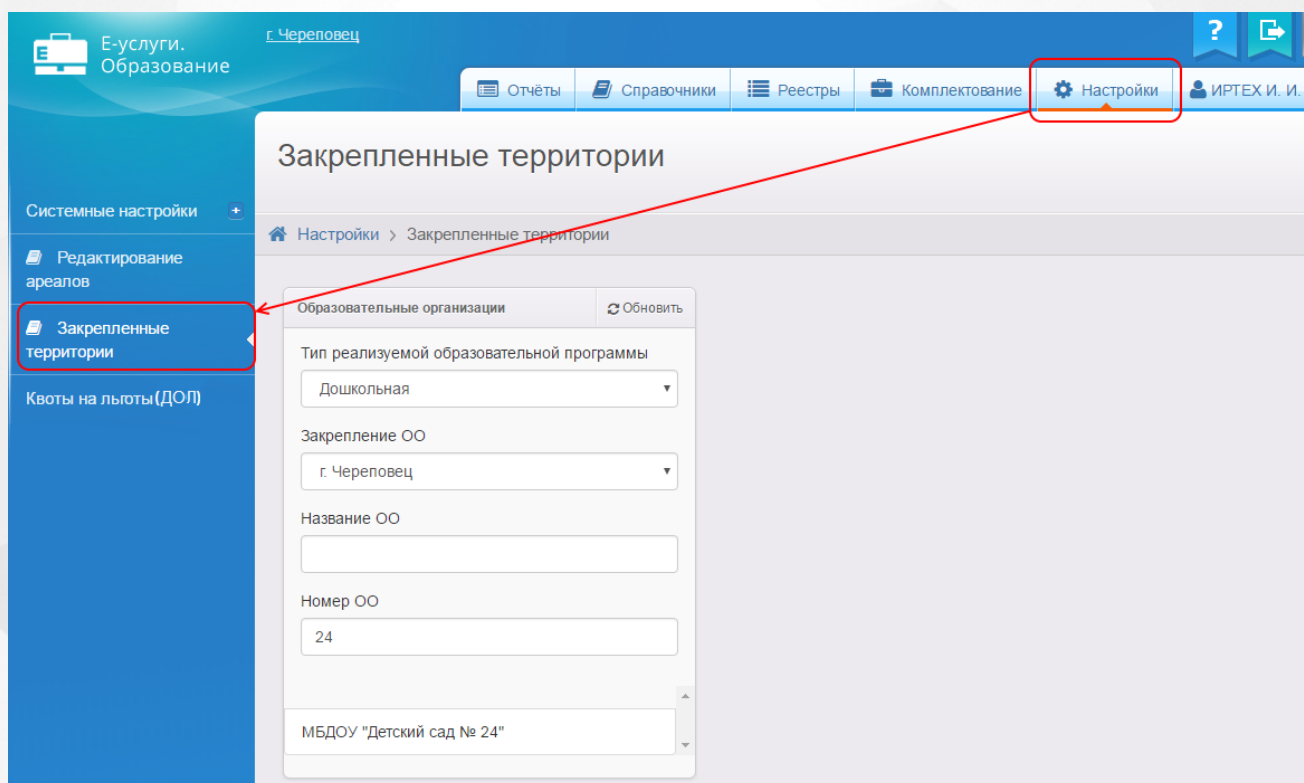 Е-услуги.
Образование
г. Череповец
?
Отчёты
Справочники
Реестры
Комплектование
Настройки
ИРТЕХ И. И.
Закрепленные территории
Системные настройки
Настройки > Закрепленные территории
Редактирование
ареалов
Закрепленные
территории
Квоты на льготы(ДОЛ)
Образовательные организации
Обновить
Тип реализуемой образовательной программы
Дошкольная
Закрепление ОО
г. Череповец
Название ОО
Номер ОО
24
МБДОУ "Детский сад № 24"